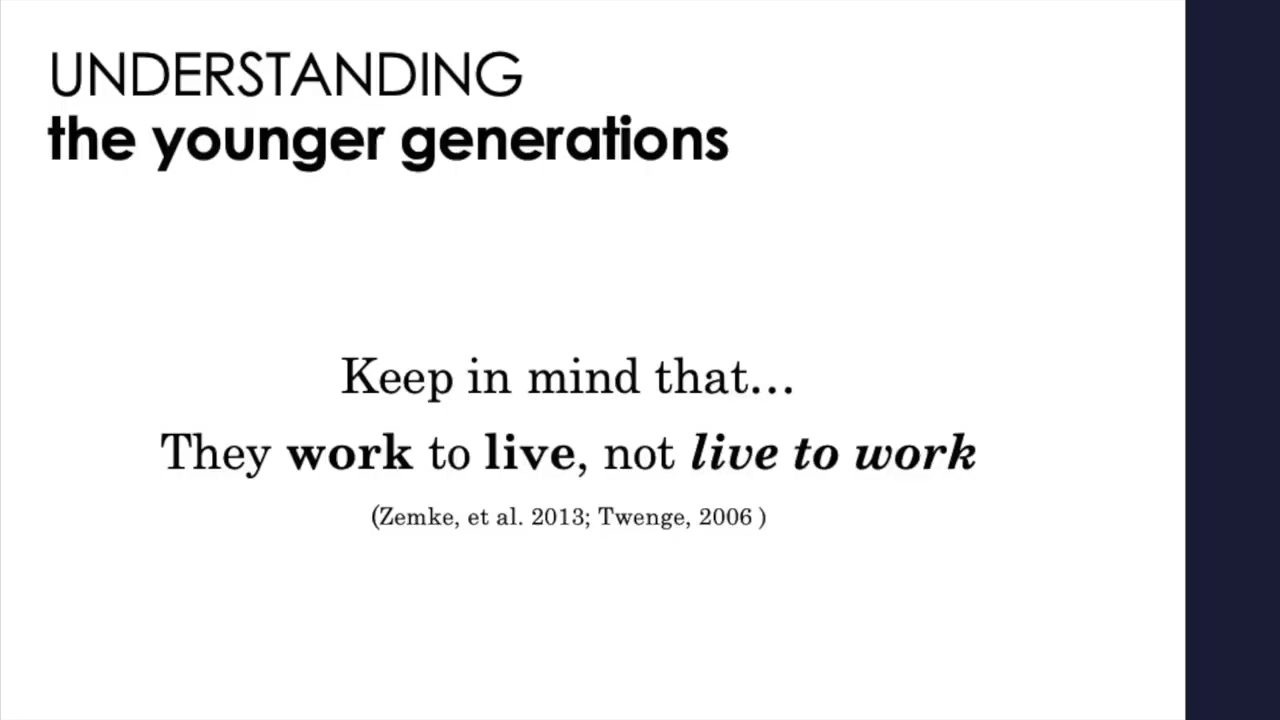 UNDERSTANDING
the younger generations
Keep in mind that…
They work to live, not live to work
(Zemke, et al. 2013; Twenge, 2006 )